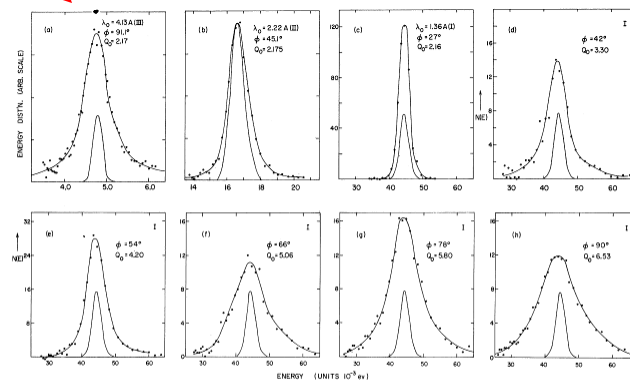 (a)
λ₀ = 4.13 A (III)
ϕ = 91.1°
Q₀ = 2.17
(b)
λ₀ = 2.22 A (II)
ϕ = 45.1°
Q₀ = 2.175
(c)
λ₀ = 1.36 A (I)
ϕ = 27°
Q₀ = 2.16
(d)
I
ϕ = 42°
Q₀ = 3.30
ENERGY DIST'N. (ARB. SCALE)
120
80
40
N(E)
16
12
8
4
4,0
5,0
6,0
14
16
18
20
30
40
50
60
30
40
50
60
(e)
I
ϕ = 54°
Q₀ = 4.20
(f)
I
ϕ = 66°
Q₀ = 5.06
(g)
I
ϕ = 78°
Q₀ = 5.80
(h)
I
ϕ = 90°
Q₀ = 6.53
N(E)
32
24
16
8
16
12
8
4
16
12
8
4
16
12
8
4
30
40
50
60
30
40
50
60
30
40
50
60
30
40
50
60
ENERGY (UNITS 10⁻³ ev)